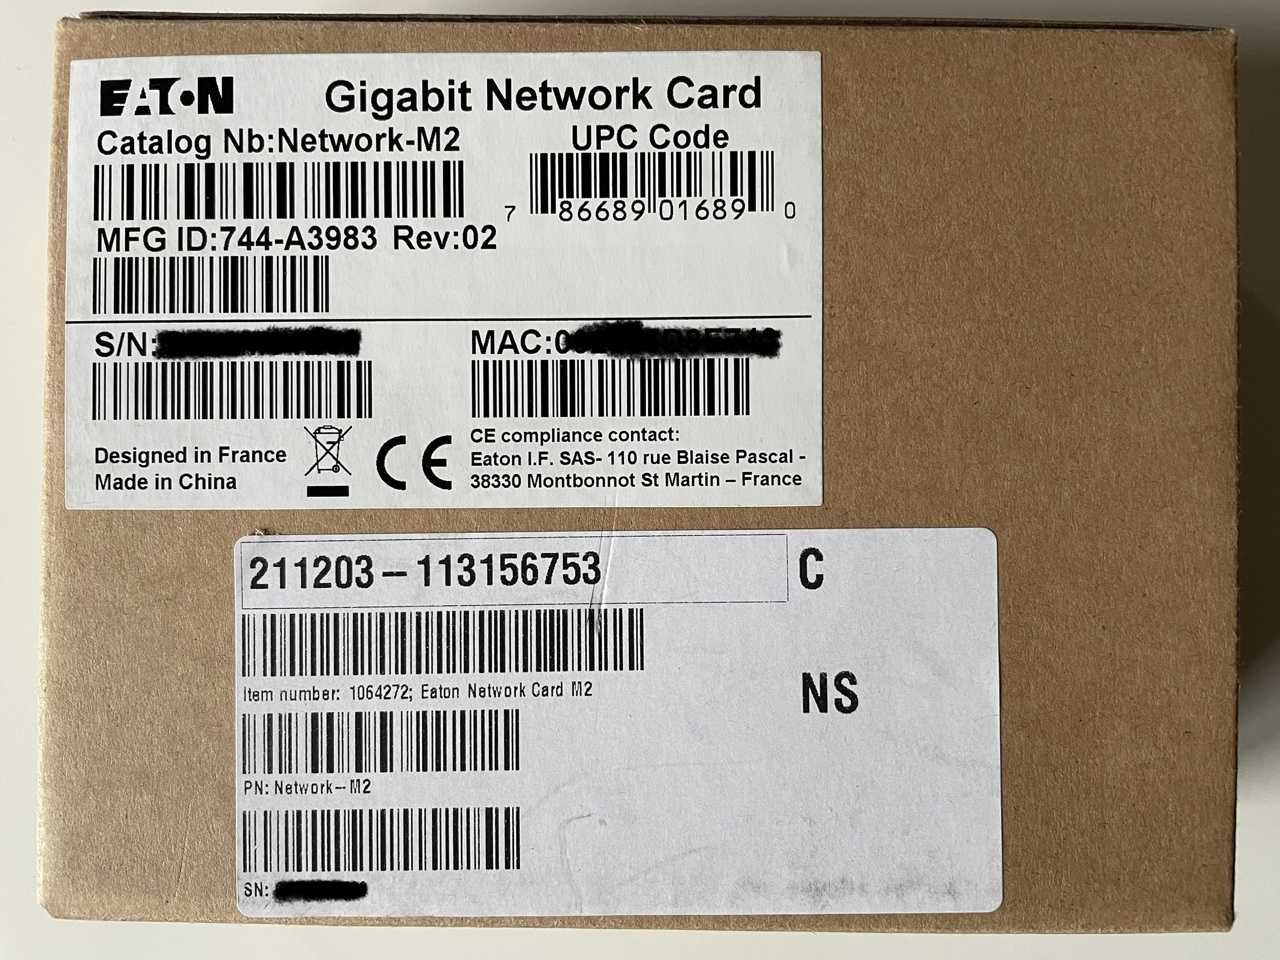 EATON Gigabit Network Card
Catalog Nb:Network-M2
UPC Code
7 86689 01689 0
MFG ID:744-A3983 Rev:02
S/N:
MAC:
Designed in France
Made in China
CE
CE compliance contact:
Eaton I.F. SAS- 110 rue Blaise Pascal -
38330 Montbonnot St Martin – France
211203-113156753
C
Item number: 1064272; Eaton Network Card M2
NS
PN: Network-M2
SN: